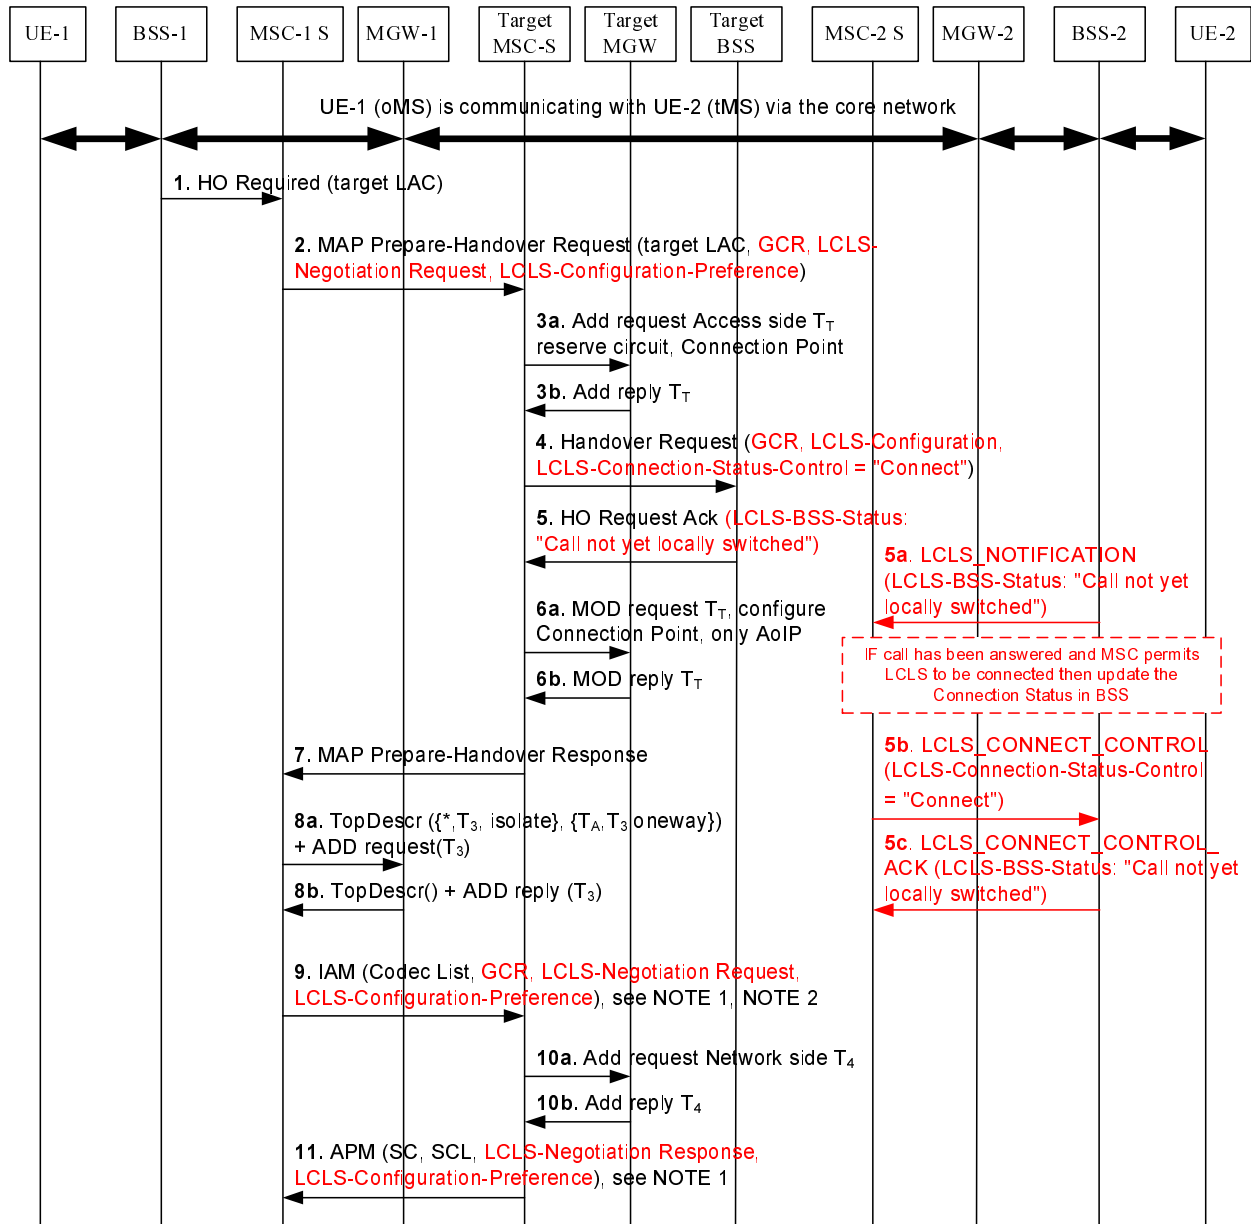 UE-1
BSS-1
MSC-1 S
MGW-1
Target
MSC-S
Target
MGW
Target
BSS
MSC-2 S
MGW-2
BSS-2
UE-2
UE-1 (oMS) is communicating with UE-2 (tMS) via the core network
1. HO Required (target LAC)
2. MAP Prepare-Handover Request (target LAC, GCR, LCLS-
Negotiation Request, LCLS-Configuration-Preference)
3a. Add request Access side TT
reserve circuit, Connection Point
3b. Add reply TT
4. Handover Request (GCR, LCLS-Configuration,
LCLS-Connection-Status-Control = "Connect")
5. HO Request Ack (LCLS-BSS-Status:
"Call not yet locally switched")
5a. LCLS_NOTIFICATION
(LCLS-BSS-Status: "Call not yet
locally switched")
6a. MOD request TT, configure
Connection Point, only AoIP
6b. MOD reply TT
IF call has been answered and MSC permits
LCLS to be connected then update the
Connection Status in BSS
7. MAP Prepare-Handover Response
5b. LCLS_CONNECT_CONTROL
(LCLS-Connection-Status-Control
= "Connect")
8a. TopDescr ({*,T3, isolate}, {TA,T3 oneway})
+ ADD request(T3)
8b. TopDescr() + ADD reply (T3)
5c. LCLS_CONNECT_CONTROL_
ACK (LCLS-BSS-Status: "Call not yet
locally switched")
9. IAM (Codec List, GCR, LCLS-Negotiation Request,
LCLS-Configuration-Preference), see NOTE 1, NOTE 2
10a. Add request Network side T4
10b. Add reply T4
11. APM (SC, SCL, LCLS-Negotiation Response,
LCLS-Configuration-Preference), see NOTE 1